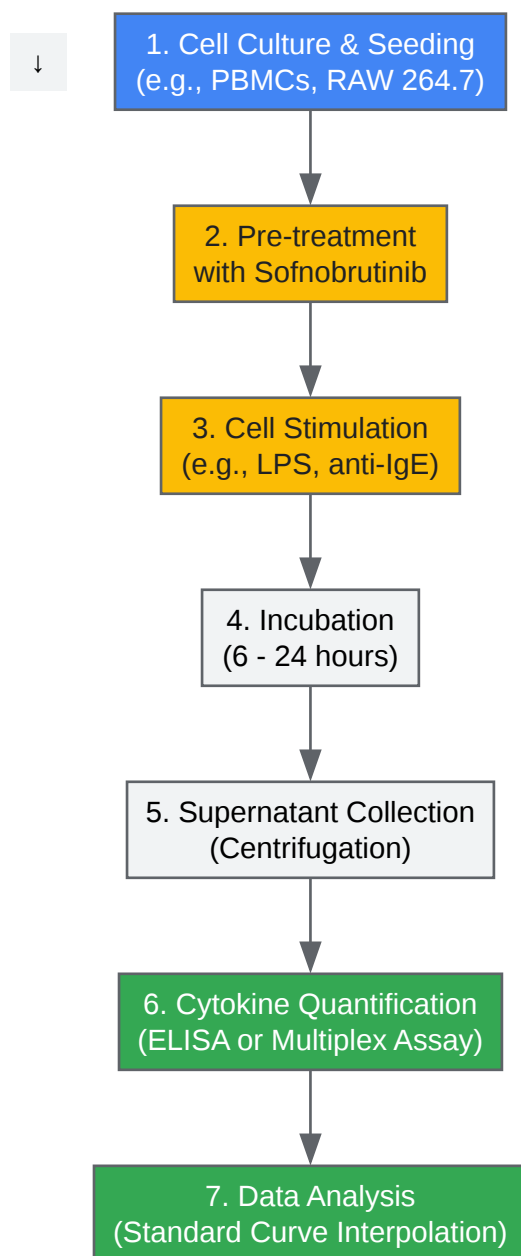 ↓
1. Cell Culture & Seeding
(e.g., PBMCs, RAW 264.7)
2. Pre-treatment
with Sofnobrutinib
3. Cell Stimulation
(e.g., LPS, anti-IgE)
4. Incubation
(6 - 24 hours)
5. Supernatant Collection
(Centrifugation)
6. Cytokine Quantification
(ELISA or Multiplex Assay)
7. Data Analysis
(Standard Curve Interpolation)